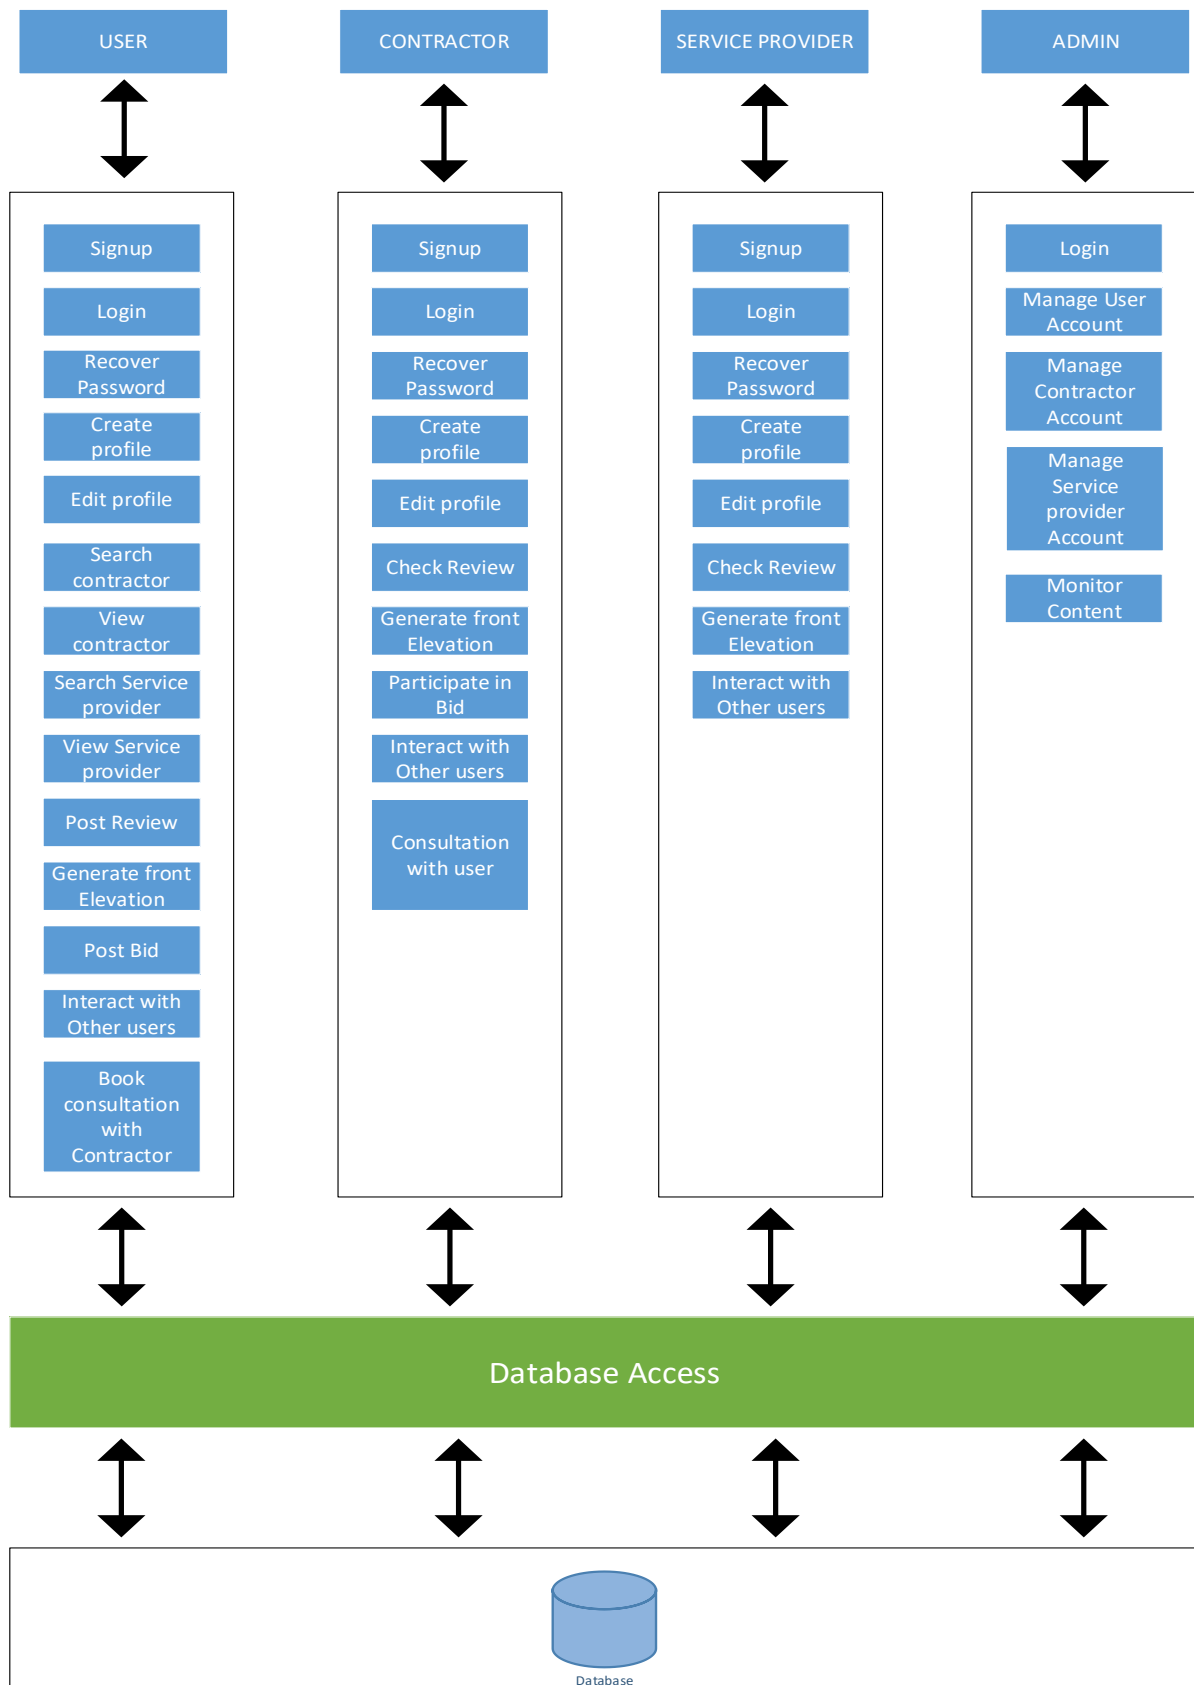 USER
CONTRACTOR
SERVICE PROVIDER
ADMIN
Signup
Login
Recover
Password
Create
profile
Edit profile
Search
contractor
View
contractor
Search Service
provider
View Service
provider
Post Review
Generate front
Elevation
Post Bid
Interact with
Other users
Book
consultation
with
Contractor
Signup
Login
Recover
Password
Create
profile
Edit profile
Check Review
Generate front
Elevation
Participate in
Bid
Interact with
Other users
Consultation
with user
Signup
Login
Recover
Password
Create
profile
Edit profile
Check Review
Generate front
Elevation
Interact with
Other users
Login
Manage User
Account
Manage
Contractor
Account
Manage
Service
provider
Account
Monitor
Content
Database Access
Database